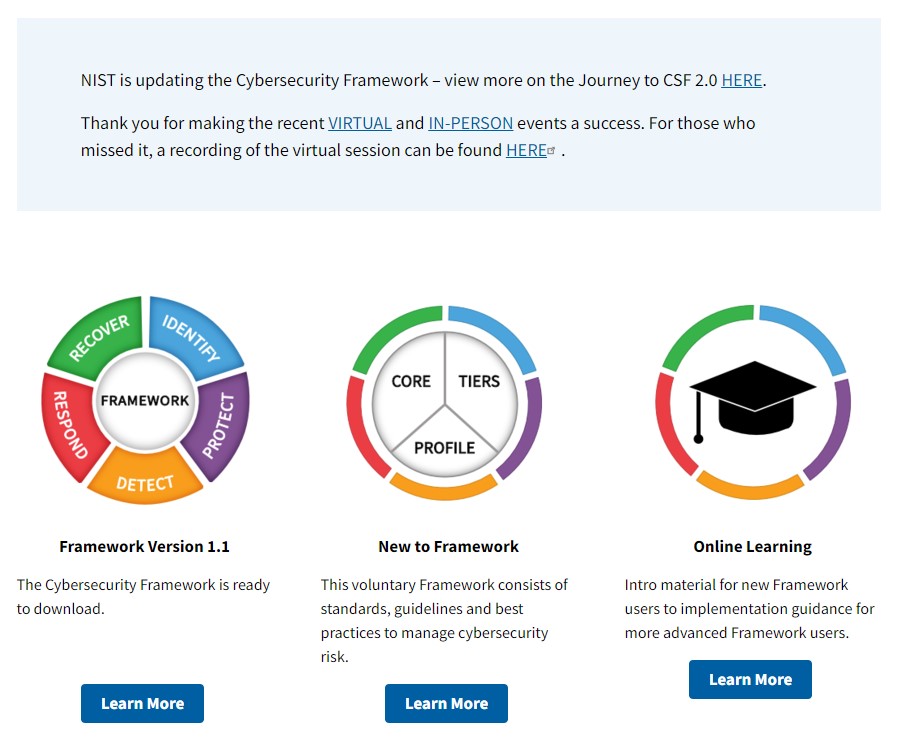 NIST is updating the Cybersecurity Framework – view more on the Journey to CSF 2.0 HERE.
Thank you for making the recent VIRTUAL and IN-PERSON events a success. For those who
missed it, a recording of the virtual session can be found HERE .
RECOVER
IDENTIFY
FRAMEWORK
RESPOND
PROTECT
DETECT
CORE
TIERS
PROFILE
Framework Version 1.1
The Cybersecurity Framework is ready
to download.
Learn More
New to Framework
This voluntary Framework consists of
standards, guidelines and best
practices to manage cybersecurity
risk.
Learn More
Online Learning
Intro material for new Framework
users to implementation guidance for
more advanced Framework users.
Learn More